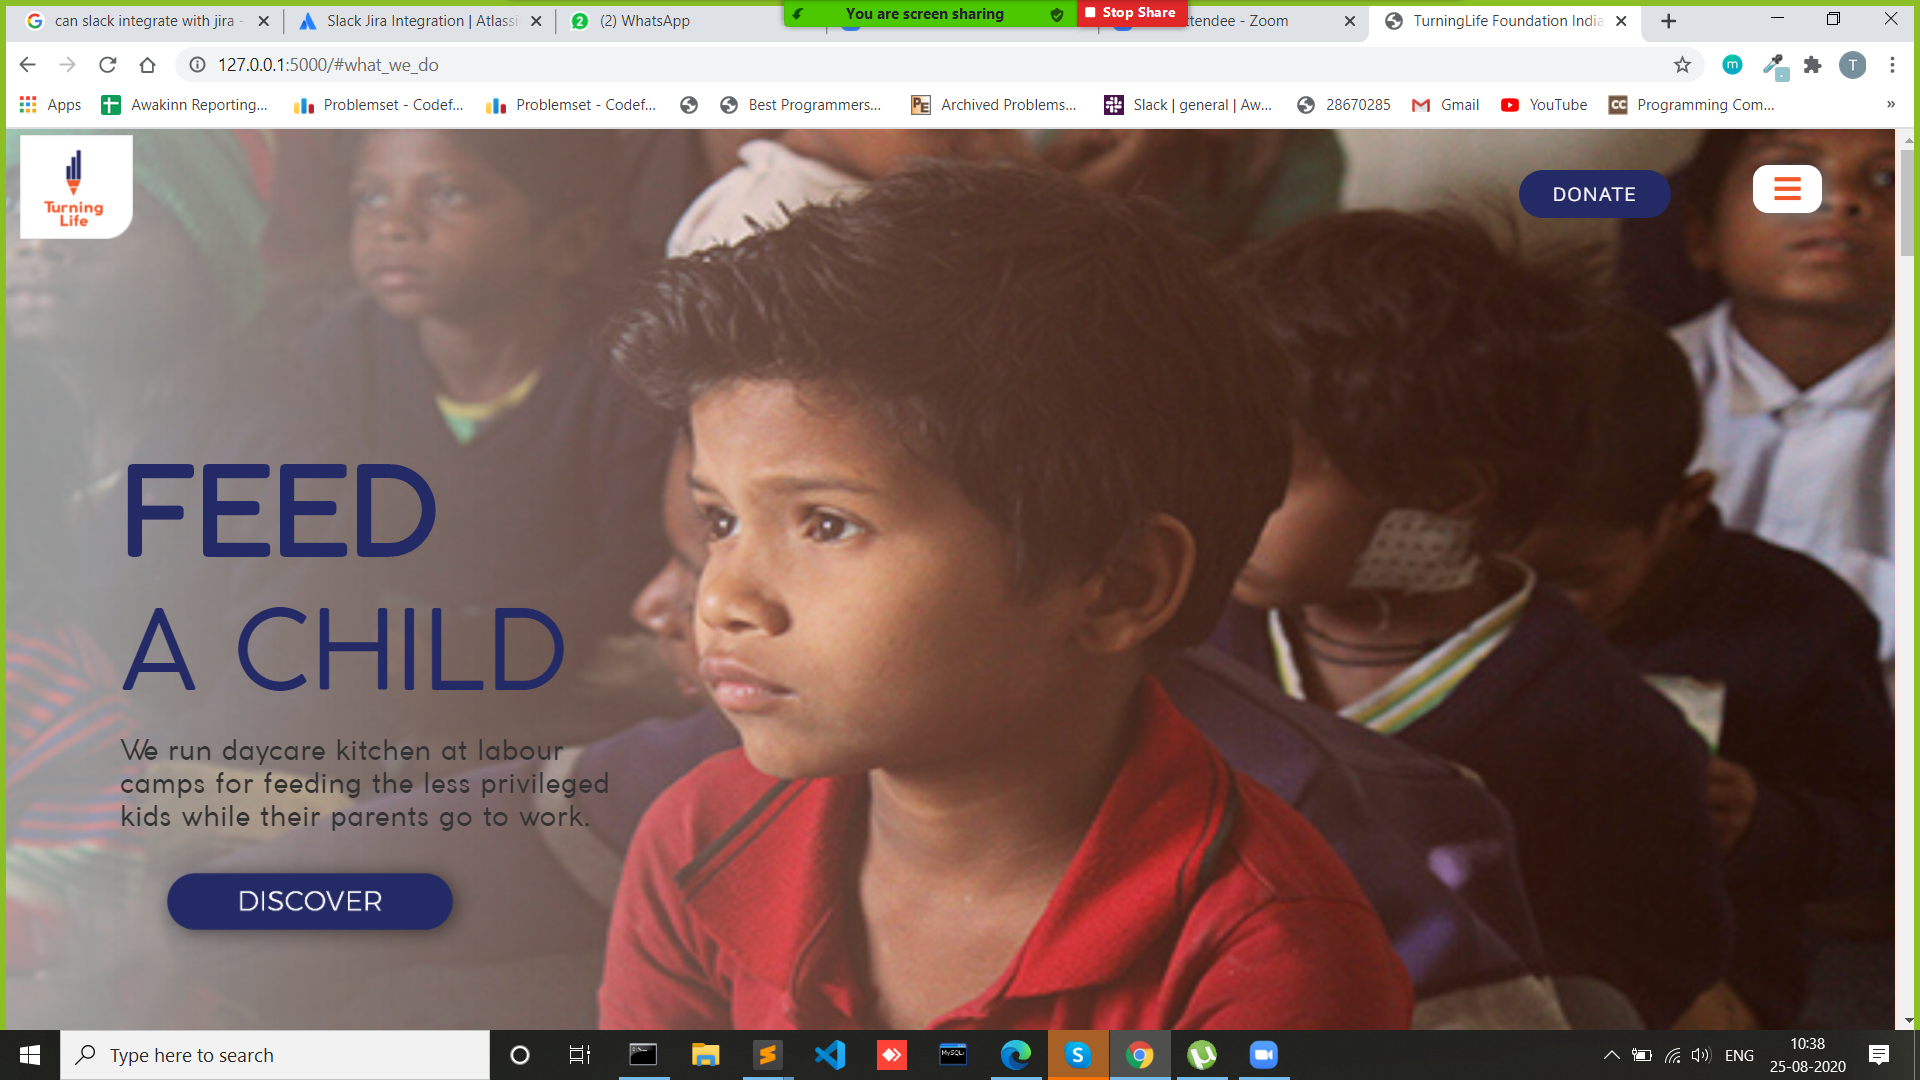 can slack integrate with jira -
Slack Jira Integration | Atlassi
(2) WhatsApp
You are screen sharing
Stop Share
ttendee - Zoom
TurningLife Foundation India
127.0.0.1:5000/#what_we_do
m
T
Apps
Awakinn Reporting...
Problemset - Codef...
Problemset - Codef...
Best Programmers...
PE
Archived Problems...
Slack | general | Aw...
28670285
Gmail
YouTube
CC
Programming Com...
»
Turning
Life
DONATE
FEED
A CHILD
We run daycare kitchen at labour
camps for feeding the less privileged
kids while their parents go to work.
DISCOVER
Type here to search
ENG
10:38
25-08-2020